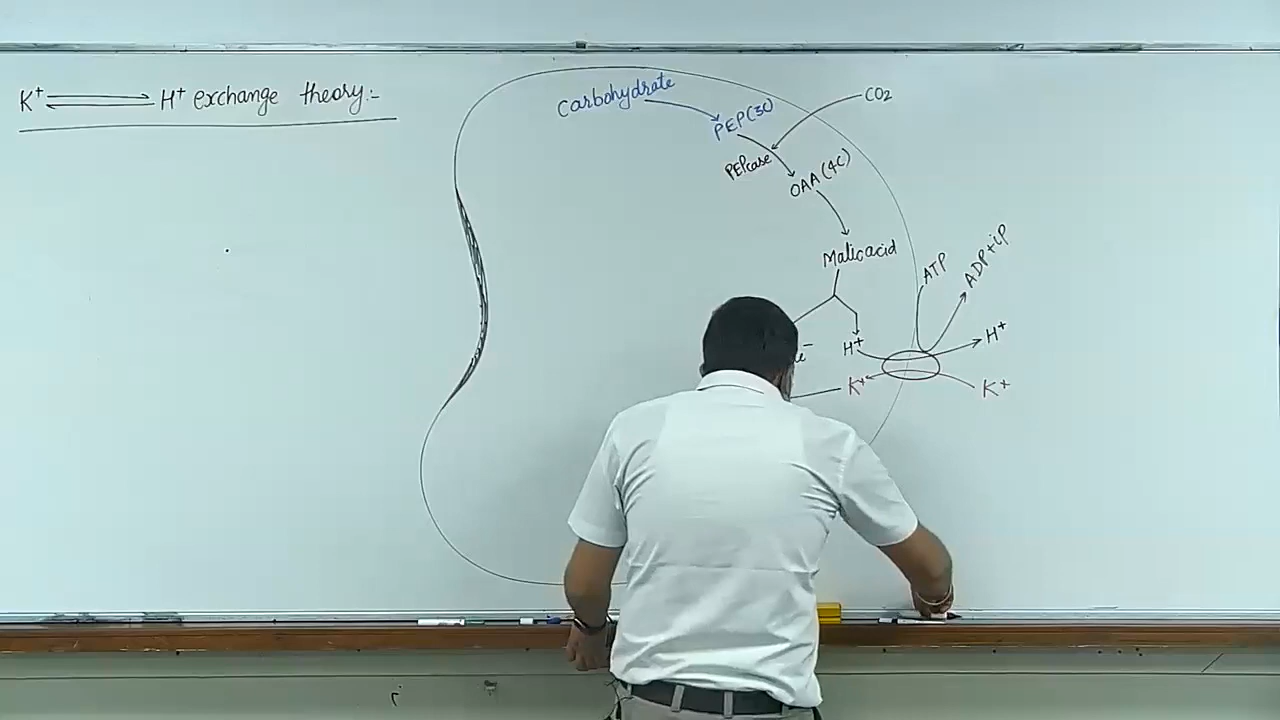 K+ ⇌ H+ exchange theory:-
Carbohydrate
PEP(3C)
CO2
PEPcase
OAA(4C)
Malic acid
ATP
ADP+iP
H+
H+
K+
K+